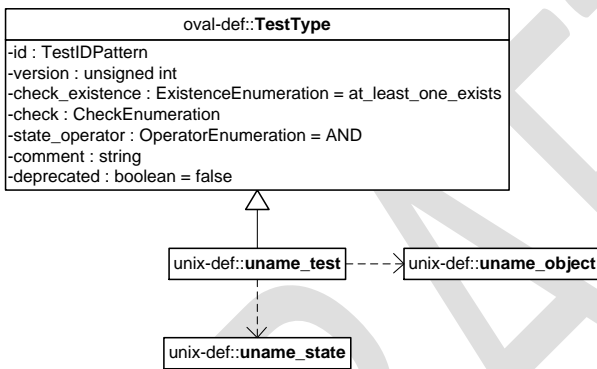 oval-def::TestType
-id : TestIDPattern
-version : unsigned int
-check_existence : ExistenceEnumeration = at_least_one_exists
-check : CheckEnumeration
-state_operator : OperatorEnumeration = AND
-comment : string
-deprecated : boolean = false
unix-def::uname_test
unix-def::uname_object
unix-def::uname_state